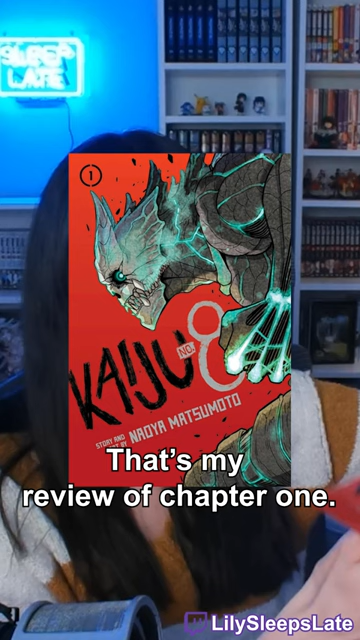 SLEEP
LATE
1
KAIJU
NO.
8
STORY AND
ART BY NAOYA MATSUMOTO
That's my
review of chapter one.
LilySleepsLate